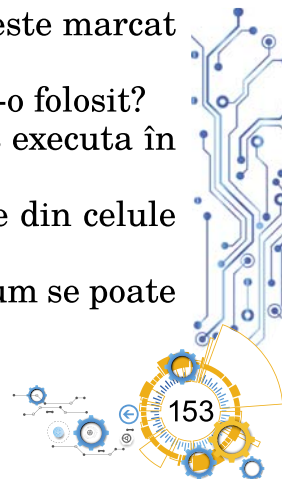 este marcat
-o folosit?
executa în
e din celule
um se poate
153